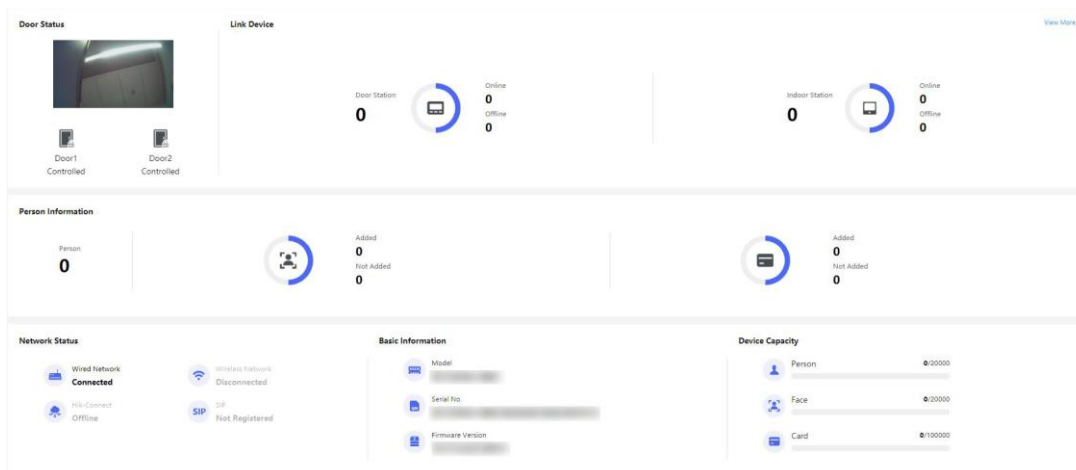 Door Status
Link Device
View More
Door Station
0
Online
0
Offline
0
Indoor Station
0
Online
0
Offline
0
Door1
Controlled
Door2
Controlled
Person Information
Person
0
Added
0
Not Added
0
Added
0
Not Added
0
Network Status
Wired Network
Connected
Wireless Network
Disconnected
Hik-Connect
Offline
SIP
SIP
Not Registered
Basic Information
Model
Serial No.
Firmware Version
Device Capacity
Person 0/20000
Face 0/20000
Card 0/100000